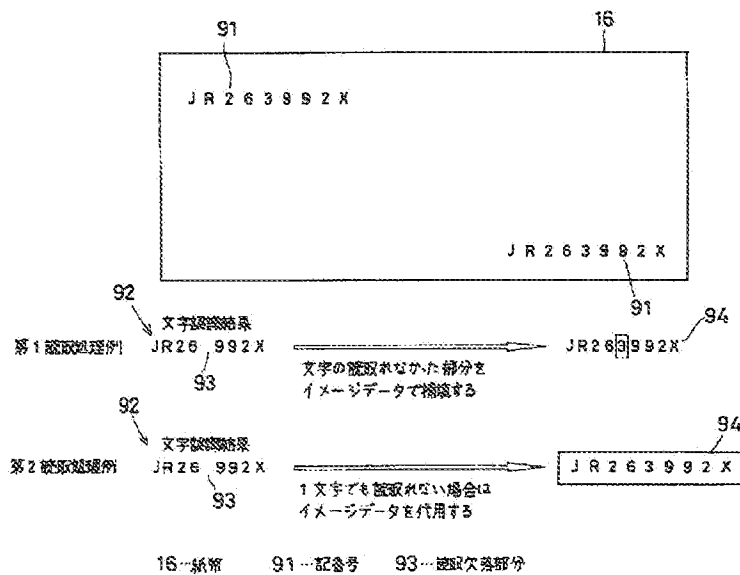 91
16
JR263992X
JR263992X
91
92
文字認識結果
94
第1読取処理例
JR26 992X
JR263992X
93
文字の読取れなかった部分を
イメージデータで補填する
92
文字認識結果
94
第2読取処理例
JR26 992X
JR263992X
93
1文字でも読取れない場合は
イメージデータを代用する
16…紙幣 91…記番号 93…読取欠落部分